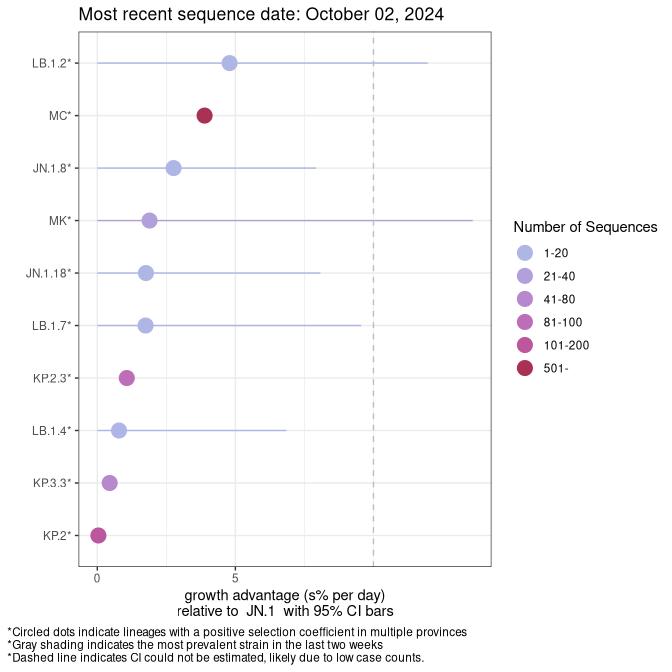 Most recent sequence date: October 02, 2024
LB.1.2*
MC*
JN.1.8*
MK*
JN.1.18*
LB.1.7*
KP.2.3*
LB.1.4*
KP.3.3*
KP.2*
0 5
growth advantage (s% per day)
relative to JN.1 with 95% CI bars
Number of Sequences
1-20
21-40
41-80
81-100
101-200
501-
*Circled dots indicate lineages with a positive selection coefficient in multiple provinces
*Gray shading indicates the most prevalent strain in the last two weeks
*Dashed line indicates CI could not be estimated, likely due to low case counts.